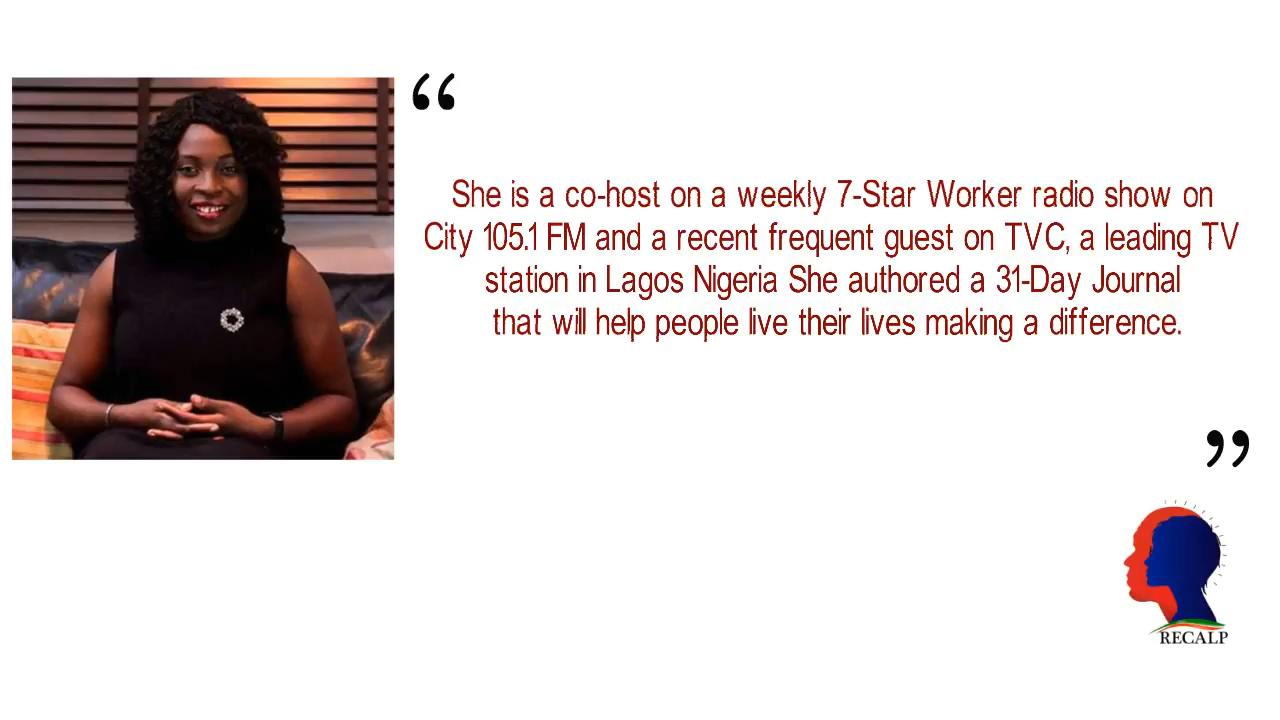 “
She is a co-host on a weekly 7-Star Worker radio show on
City 105.1 FM and a recent frequent guest on TVC, a leading TV
station in Lagos Nigeria She authored a 31-Day Journal
that will help people live their lives making a difference.
”
RECALP